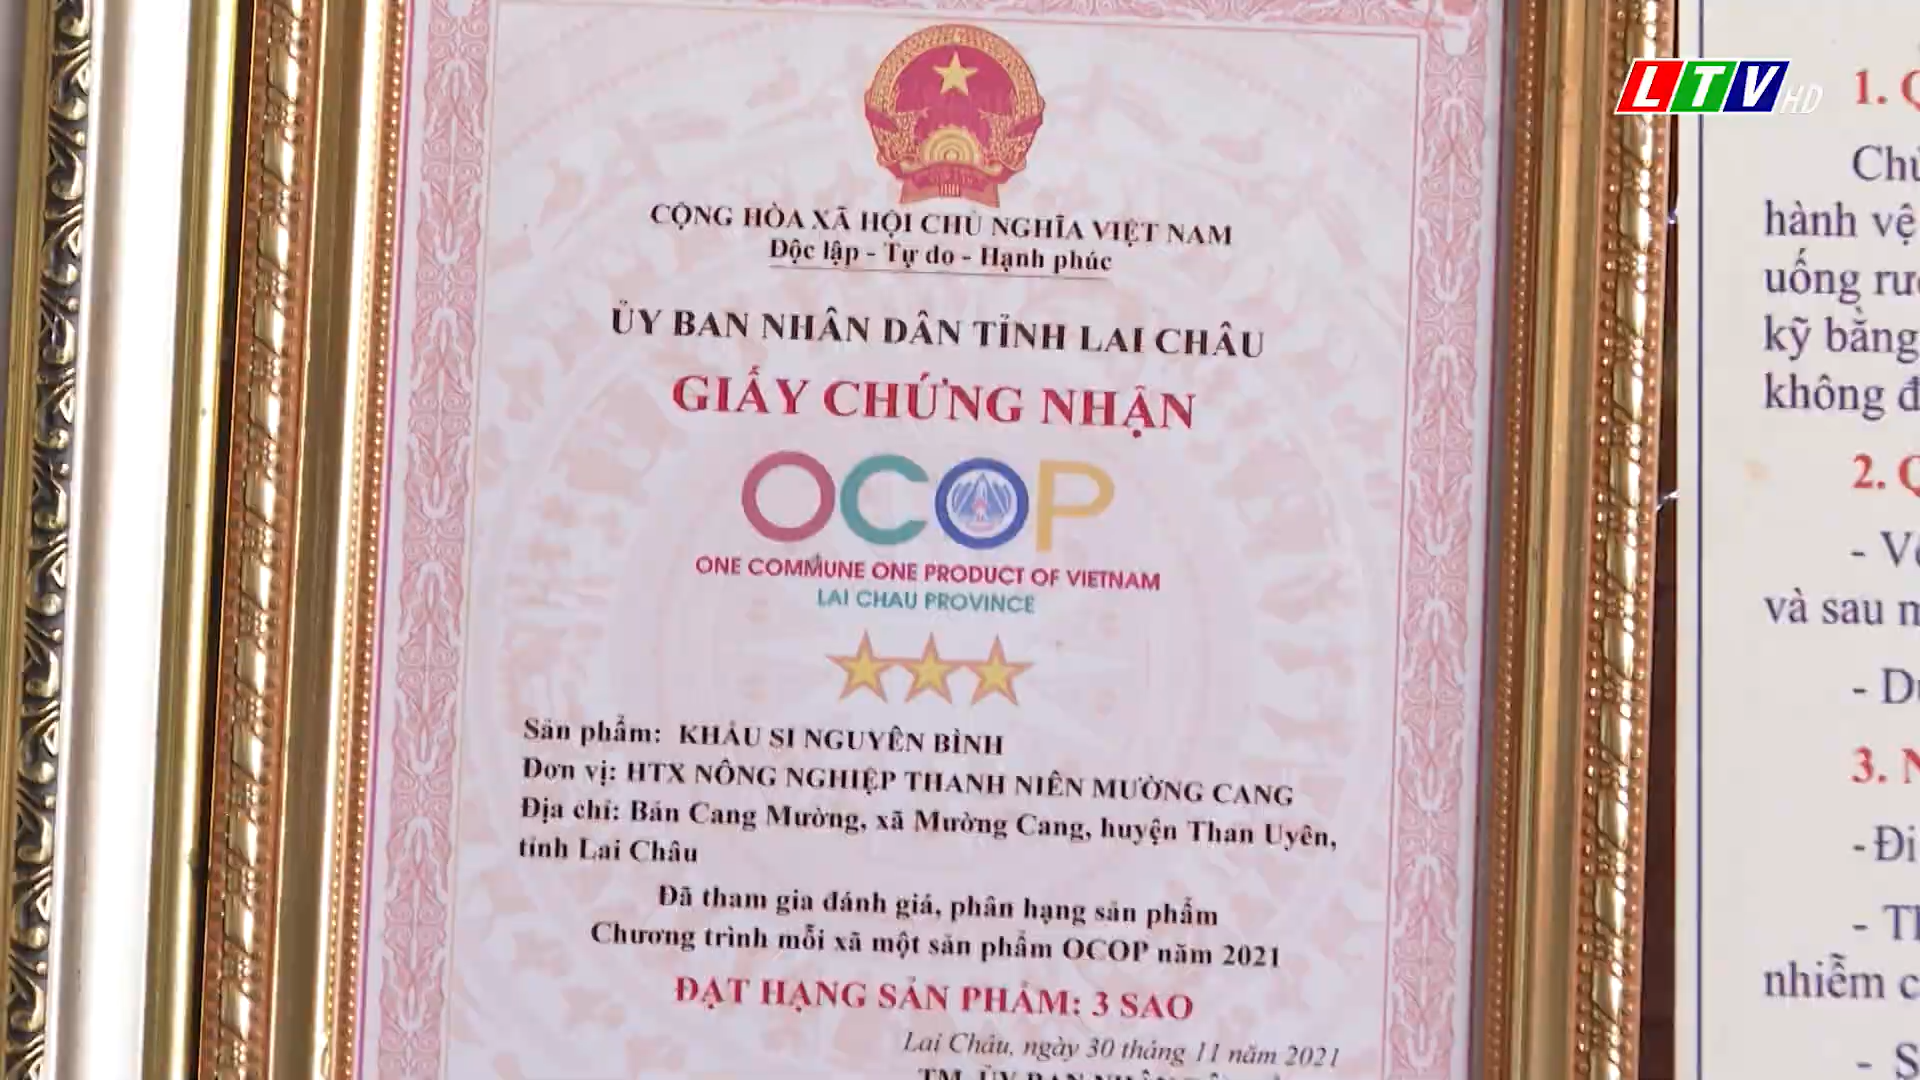 LTV HD
CỘNG HÒA XÃ HỘI CHỦ NGHĨA VIỆT NAM
Độc lập - Tự do - Hạnh phúc
ỦY BAN NHÂN DÂN TỈNH LAI CHÂU
GIẤY CHỨNG NHẬN
OCOP
ONE COMMUNE ONE PRODUCT OF VIETNAM
LAI CHAU PROVINCE
Sản phẩm: KHẨU SI NGUYÊN BÌNH
Đơn vị: HTX NÔNG NGHIỆP THANH NIÊN MƯỜNG CANG
Địa chỉ: Bản Cang Mường, xã Mường Cang, huyện Than Uyên,
tỉnh Lai Châu
Đã tham gia đánh giá, phân hạng sản phẩm
Chương trình mỗi xã một sản phẩm OCOP năm 2021
ĐẠT HẠNG SẢN PHẨM: 3 SAO
Lai Châu, ngày 30 tháng 11 năm 2021
1.
hành vệ
uống
kỹ bằng
không
2.
và sau
3.
nhiễm